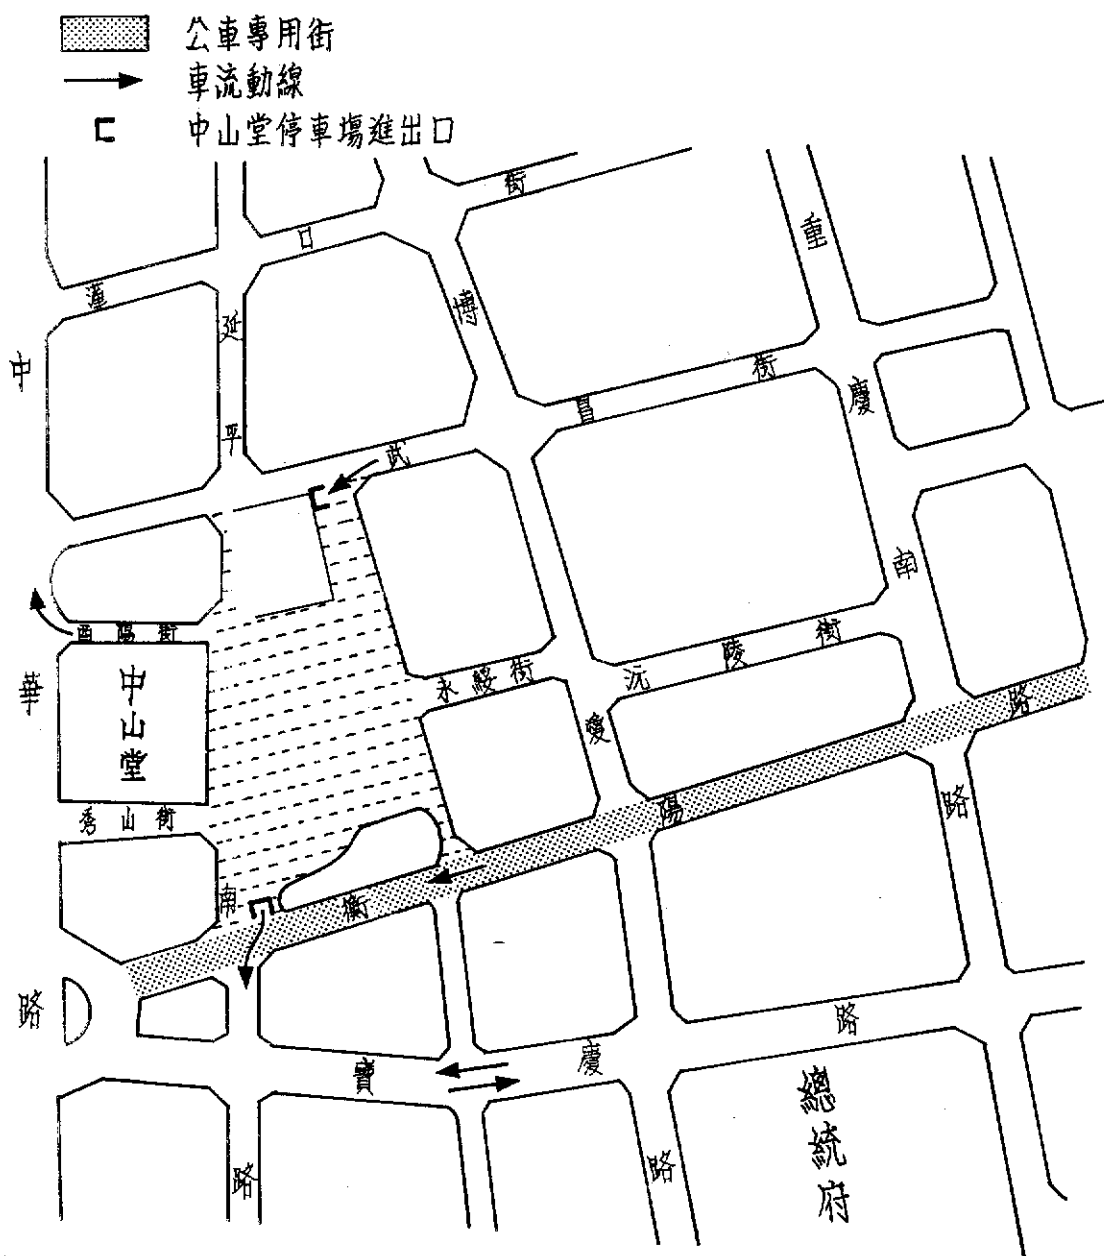 公車專用街
車流動線
中山堂停車場進出口
漢口街
武昌街
酉陽街
永綏街
沅陵街
秀山街
衡陽路
寶慶路
中華路
延平南路
博愛路
重慶南路
中山堂
總統府